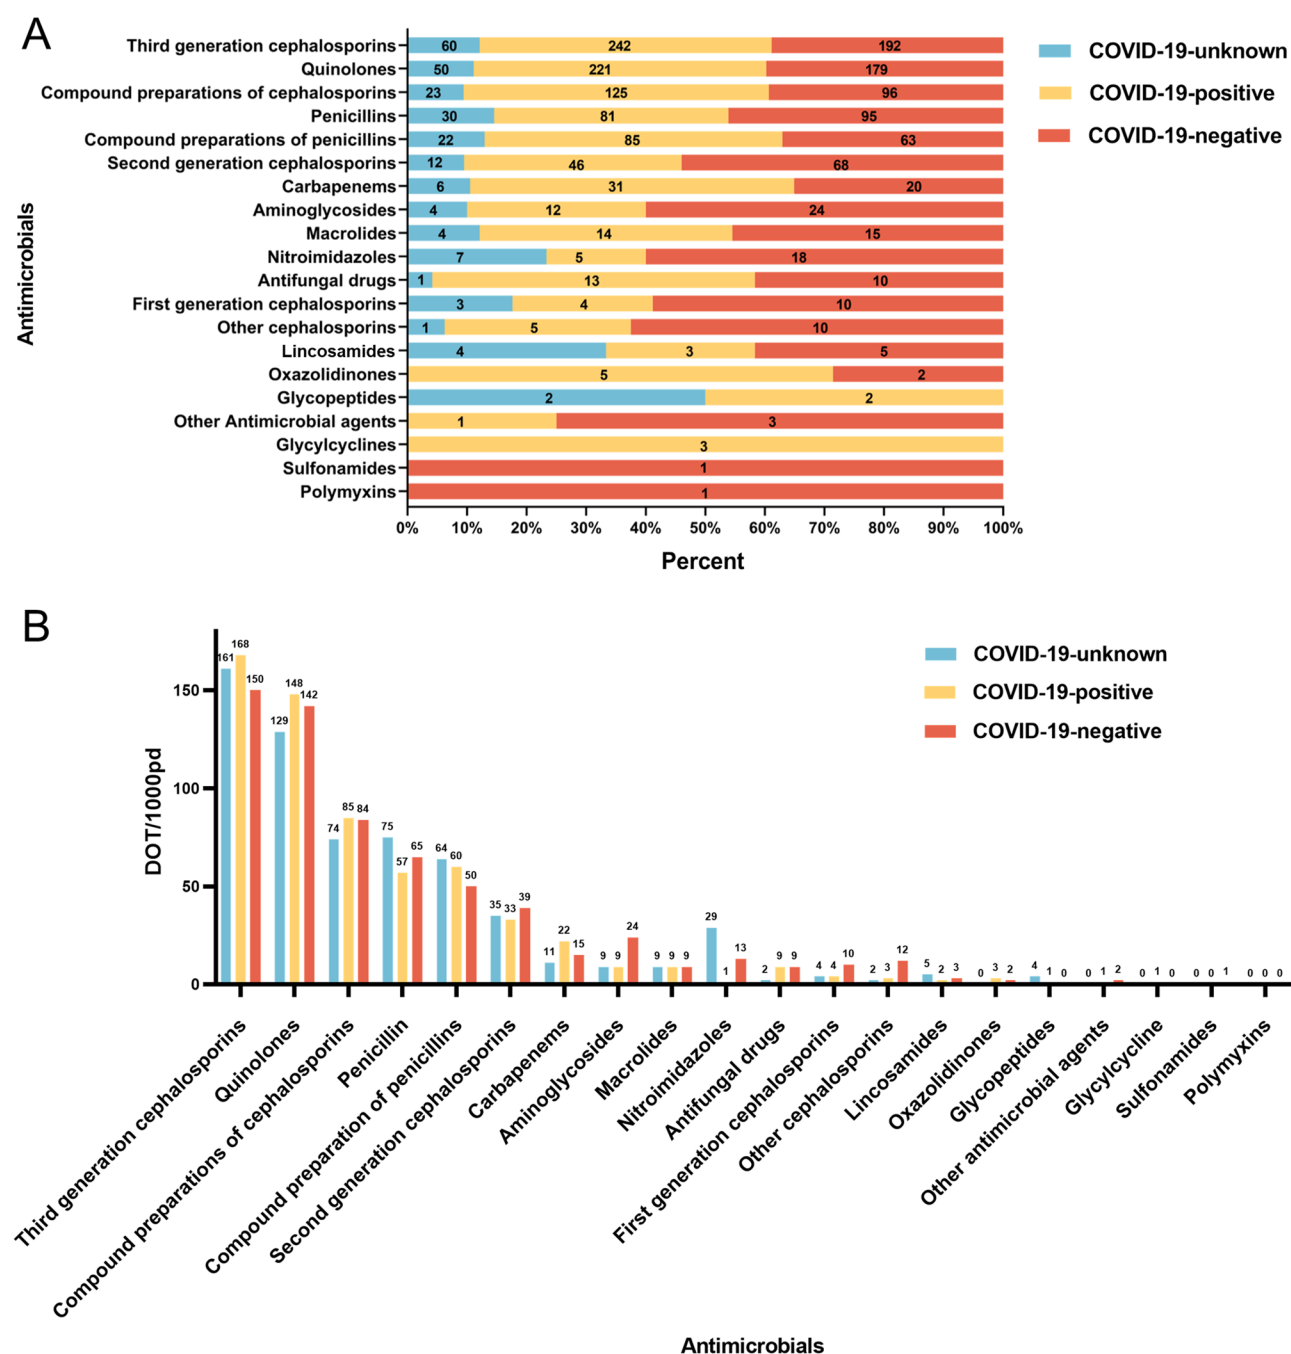 A
Third generation cephalosporins 60 242 192
Quinolones 50 221 179
Compound preparations of cephalosporins 23 125 96
Penicillins 30 81 95
Compound preparations of penicillins 22 85 63
Second generation cephalosporins 12 46 68
Carbapenems 6 31 20
Aminoglycosides 4 12 24
Macrolides 4 14 15
Nitroimidazoles 7 5 18
Antifungal drugs 1 13 10
First generation cephalosporins 3 4 10
Other cephalosporins 1 5 10
Lincosamides 4 3 5
Oxazolidinones 5 2
Glycopeptides 2 2
Other Antimicrobial agents 1 3
Glycylcyclines 3
Sulfonamides 1
Polymyxins 1
0% 10% 20% 30% 40% 50% 60% 70% 80% 90% 100%
Percent
Antimicrobials
COVID-19-unknown
COVID-19-positive
COVID-19-negative
B
DOT/1000pd
150
100
50
0
161 168 150
129 148 142
74 85 84
75 57 65
64 60 50
35 33 39
11 22 15
9 9 24
9 9 9
29 1 13
2 9 9
4 4 10
2 3 12
5 2 3
0 3 2
4 1 0
0 1 2
0 1 0
0 0 1
0 0 0
COVID-19-unknown
COVID-19-positive
COVID-19-negative
Third generation cephalosporins
Quinolones
Compound preparations of cephalosporins
Penicillin
Compound preparation of penicillins
Second generation cephalosporins
Carbapenems
Aminoglycosides
Macrolides
Nitroimidazoles
Antifungal drugs
First generation cephalosporins
Other cephalosporins
Lincosamides
Oxazolidinones
Glycopeptides
Other antimicrobial agents
Glycylcycline
Sulfonamides
Polymyxins
Antimicrobials